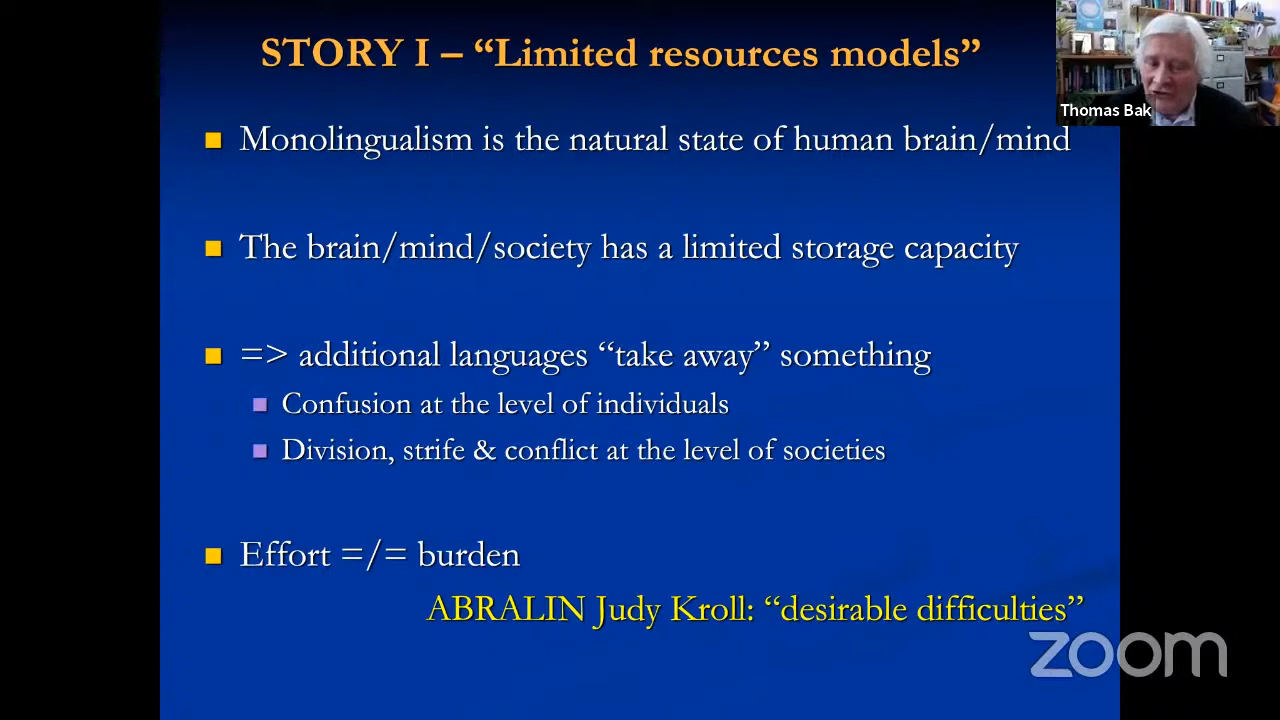 STORY I – “Limited resources models”
Thomas Bak
Monolingualism is the natural state of human brain/mind
The brain/mind/society has a limited storage capacity
=> additional languages “take away” something
Confusion at the level of individuals
Division, strife & conflict at the level of societies
Effort =/= burden
ABRALIN Judy Kroll: “desirable difficulties”
zoom